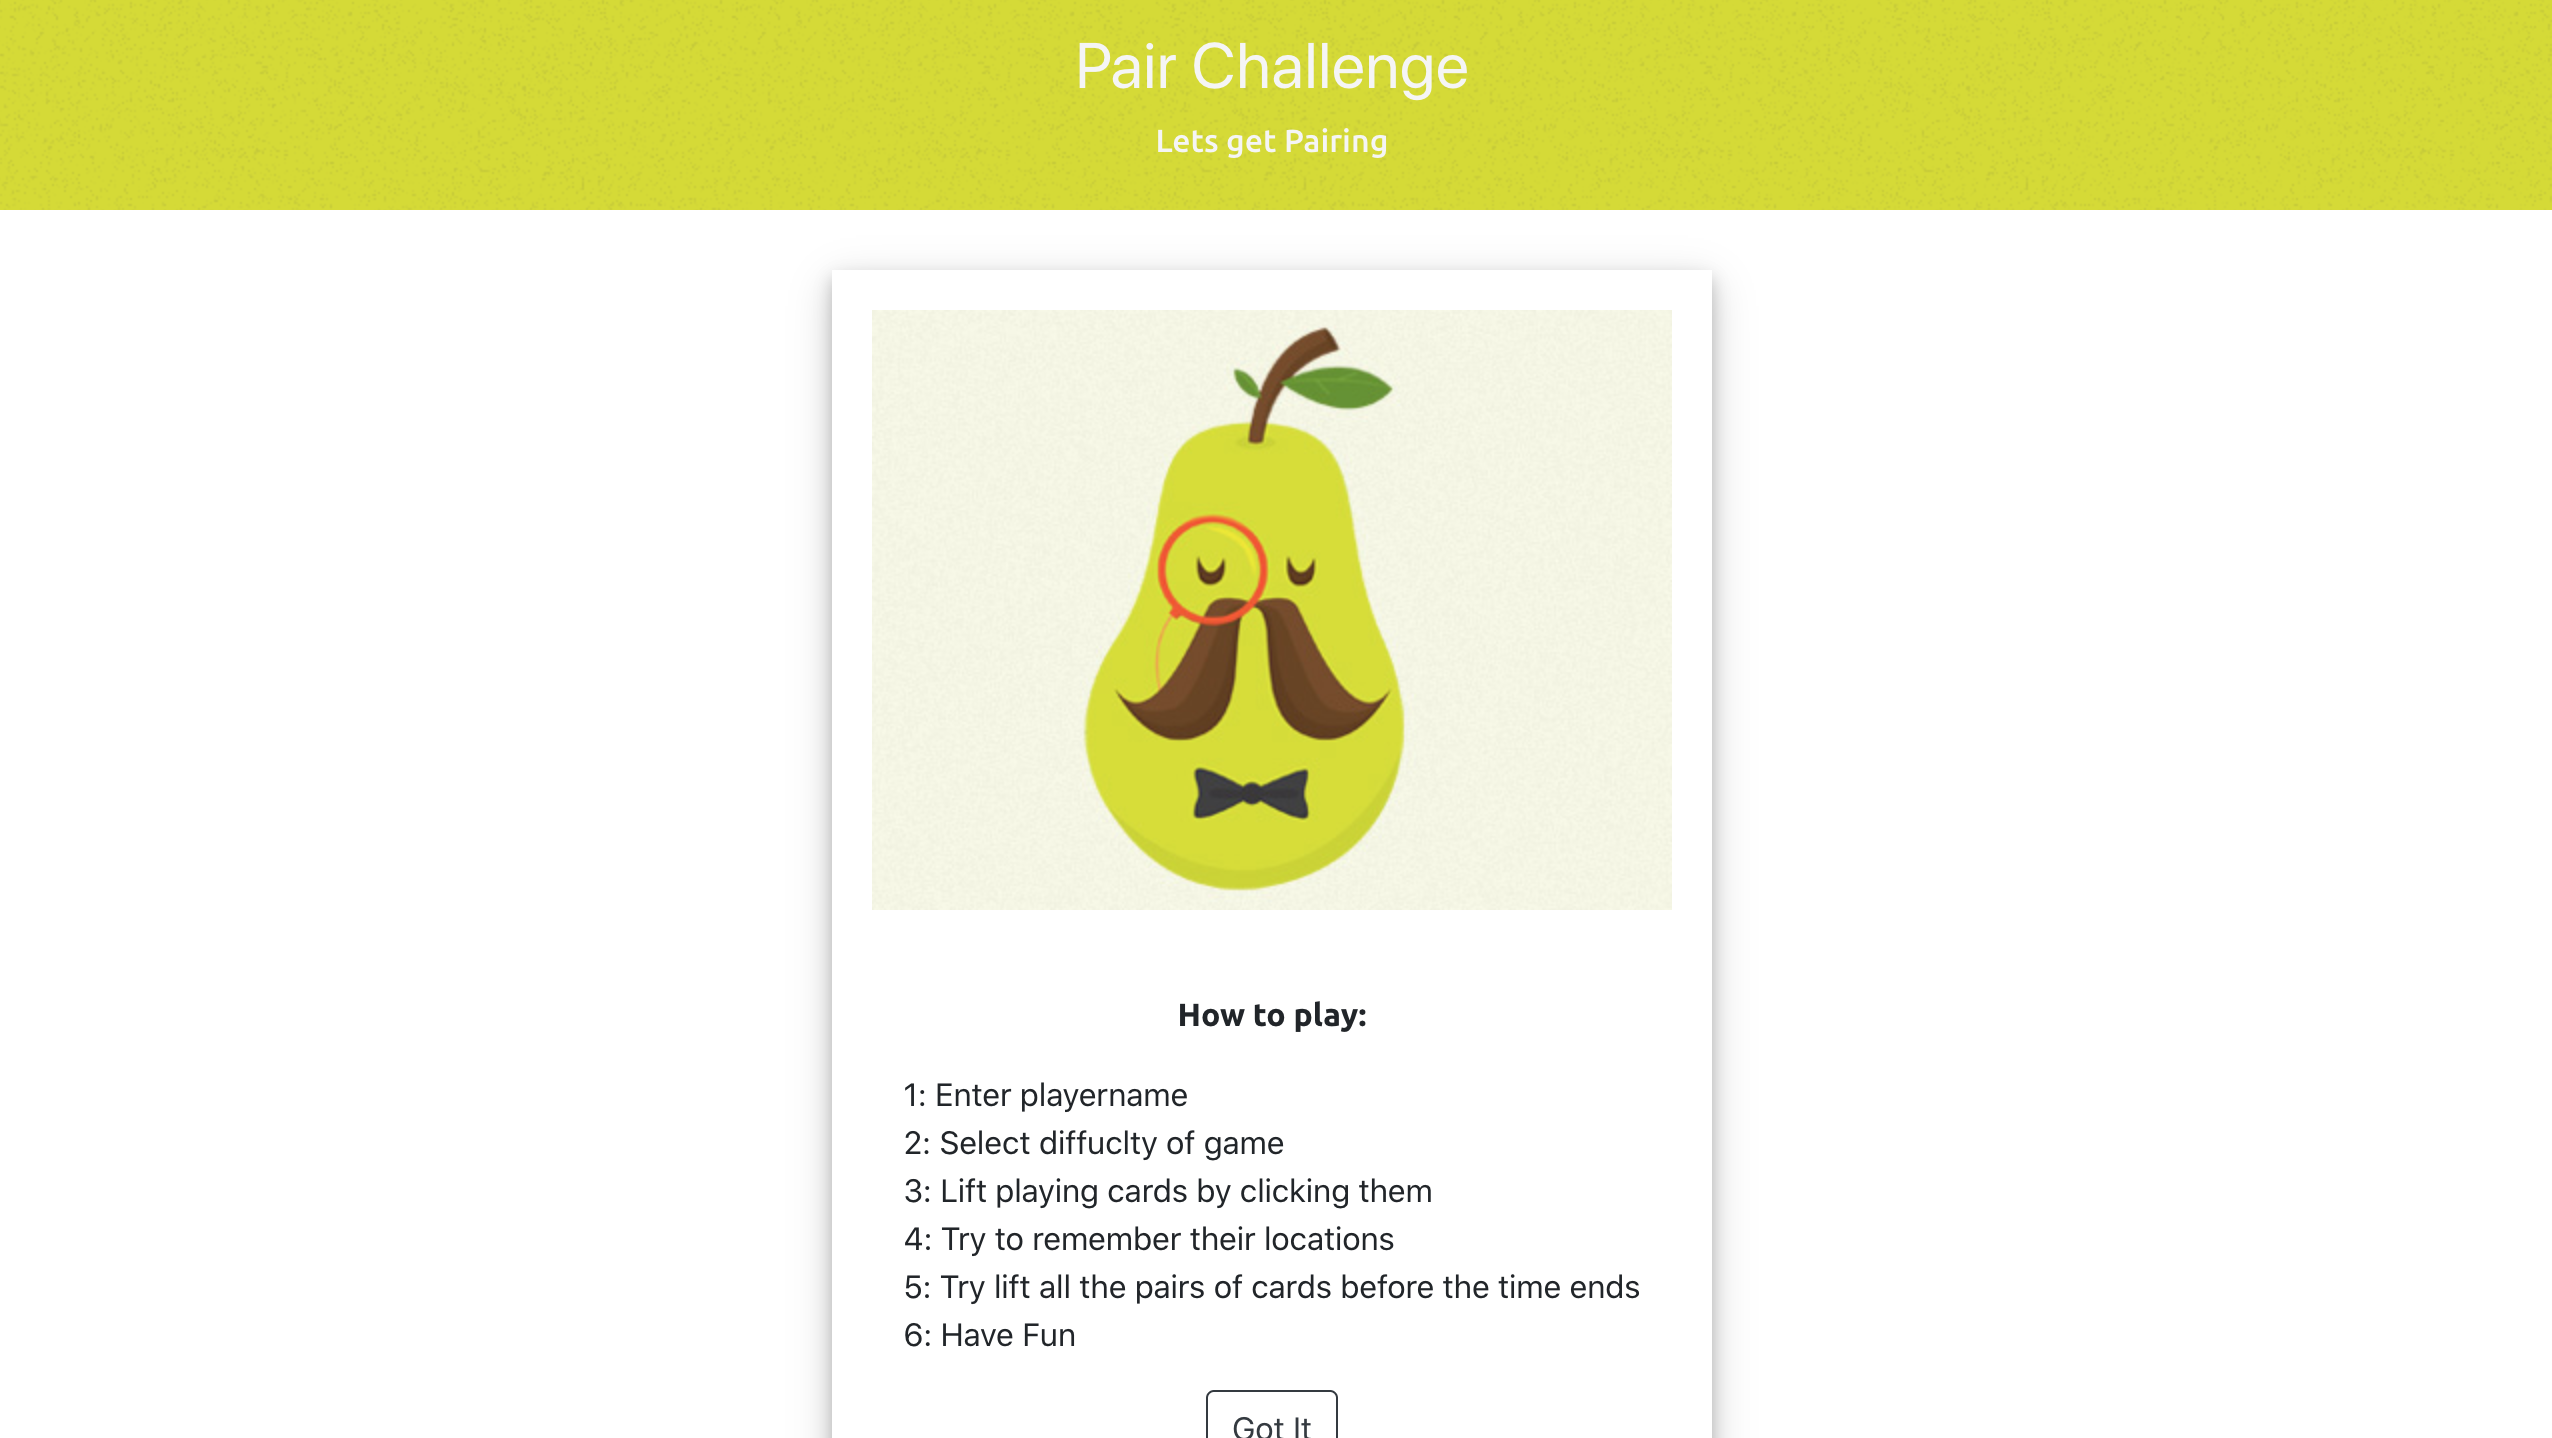 Pair Challenge
Lets get Pairing
How to play:
1: Enter playername
2: Select diffuclty of game
3: Lift playing cards by clicking them
4: Try to remember their locations
5: Try lift all the pairs of cards before the time ends
6: Have Fun
Got It